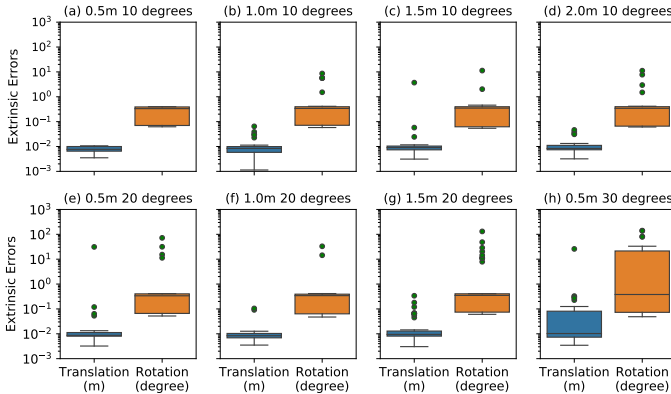 (a) 0.5m 10 degrees (b) 1.0m 10 degrees (c) 1.5m 10 degrees (d) 2.0m 10 degrees
10³
10²
10¹
10⁰
10⁻¹
10⁻²
10⁻³
Extrinsic Errors
(e) 0.5m 20 degrees (f) 1.0m 20 degrees (g) 1.5m 20 degrees (h) 0.5m 30 degrees
10³
10²
10¹
10⁰
10⁻¹
10⁻²
10⁻³
Extrinsic Errors
Translation Rotation Translation Rotation Translation Rotation Translation Rotation
(m) (degree) (m) (degree) (m) (degree) (m) (degree)